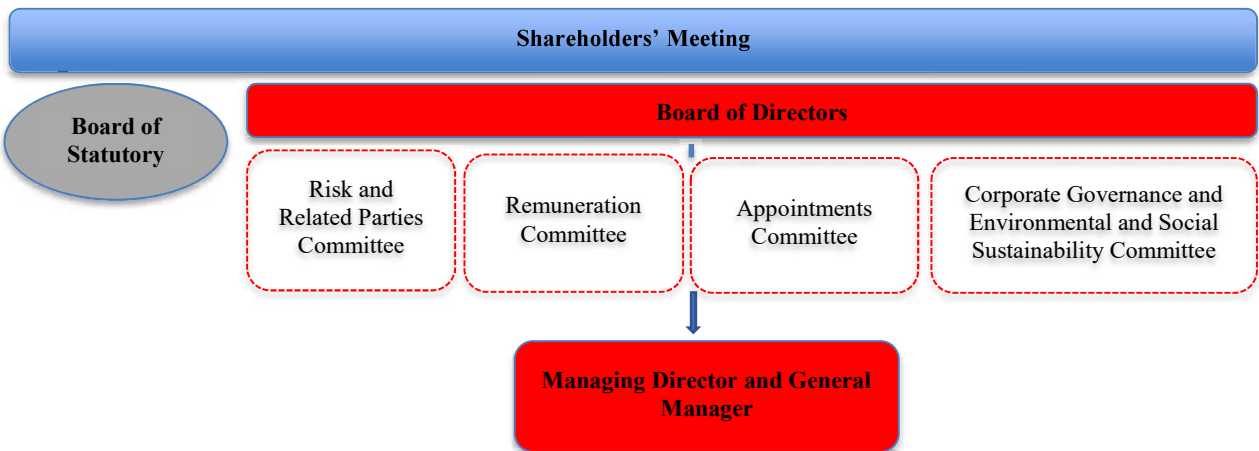 Shareholders’ Meeting
Board of
Statutory
Board of Directors
Risk and
Related Parties
Committee
Remuneration
Committee
Appointments
Committee
Corporate Governance and
Environmental and Social
Sustainability Committee
Managing Director and General
Manager